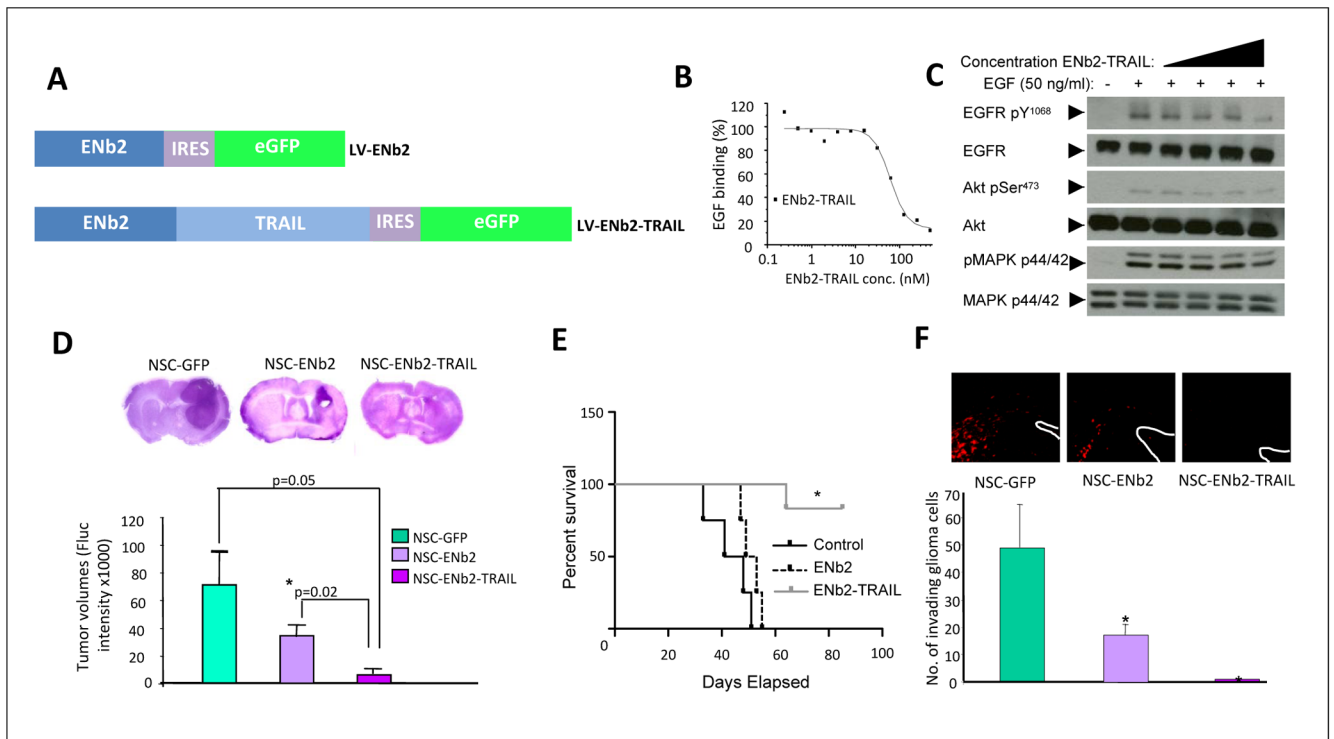 A
ENb2 IRES eGFP LV-ENb2
ENb2 TRAIL IRES eGFP LV-ENb2-TRAIL
B
120
100
80
60
40
20
0
EGF binding (%)
ENb2-TRAIL
0.1 1 10 100
ENb2-TRAIL conc. (nM)
C
Concentration ENb2-TRAIL:
EGF (50 ng/ml): - + + + + +
EGFR pY1068
EGFR
Akt pSer473
Akt
pMAPK p44/42
MAPK p44/42
D
NSC-GFP NSC-ENb2 NSC-ENb2-TRAIL
p=0.05
100
80
60
40
20
0
Tumor volumes (Fluc
intensity x1000)
*
p=0.02
NSC-GFP
NSC-ENb2
NSC-ENb2-TRAIL
E
150
100
50
0
Percent survival
*
Control
ENb2
ENb2-TRAIL
0 20 40 60 80 100
Days Elapsed
F
NSC-GFP NSC-ENb2 NSC-ENb2-TRAIL
70
60
50
40
30
20
10
0
No. of invading glioma cells
*
*